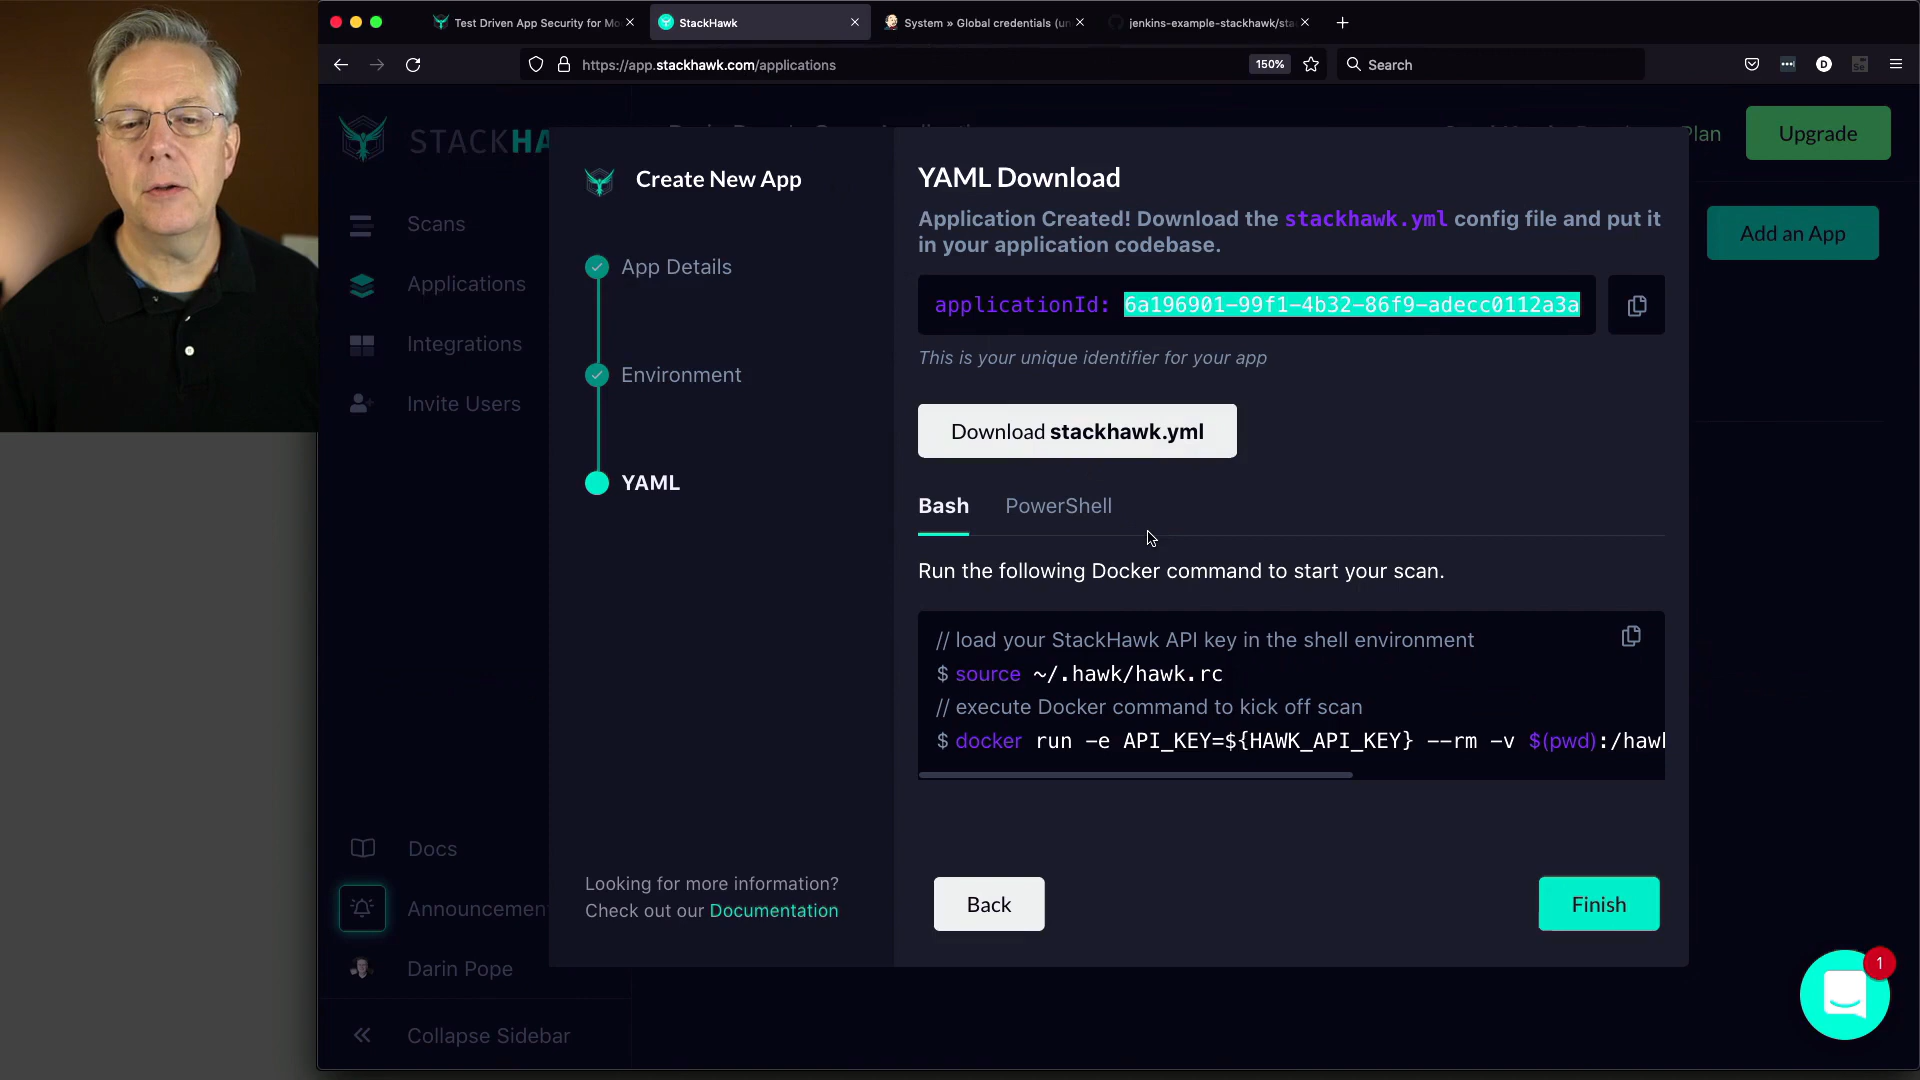 Test Driven App Security for Mo
StackHawk
System » Global credentials (un
jenkins-example-stackhawk/sta
https://app.stackhawk.com/applications
150%
Search
STACKHA
Plan
Upgrade
Add an App
Scans
Applications
Integrations
Invite Users
Docs
Announcemen
Darin Pope
Collapse Sidebar
Create New App
App Details
Environment
YAML
Looking for more information?
Check out our Documentation
YAML Download
Application Created! Download the stackhawk.yml config file and put it
in your application codebase.
applicationId: 6a196901-99f1-4b32-86f9-adecc0112a3a
This is your unique identifier for your app
Download stackhawk.yml
Bash
PowerShell
Run the following Docker command to start your scan.
// load your StackHawk API key in the shell environment
$ source ~/.hawk/hawk.rc
// execute Docker command to kick off scan
$ docker run -e API_KEY=${HAWK_API_KEY} --rm -v $(pwd):/hawk
Back
Finish
1